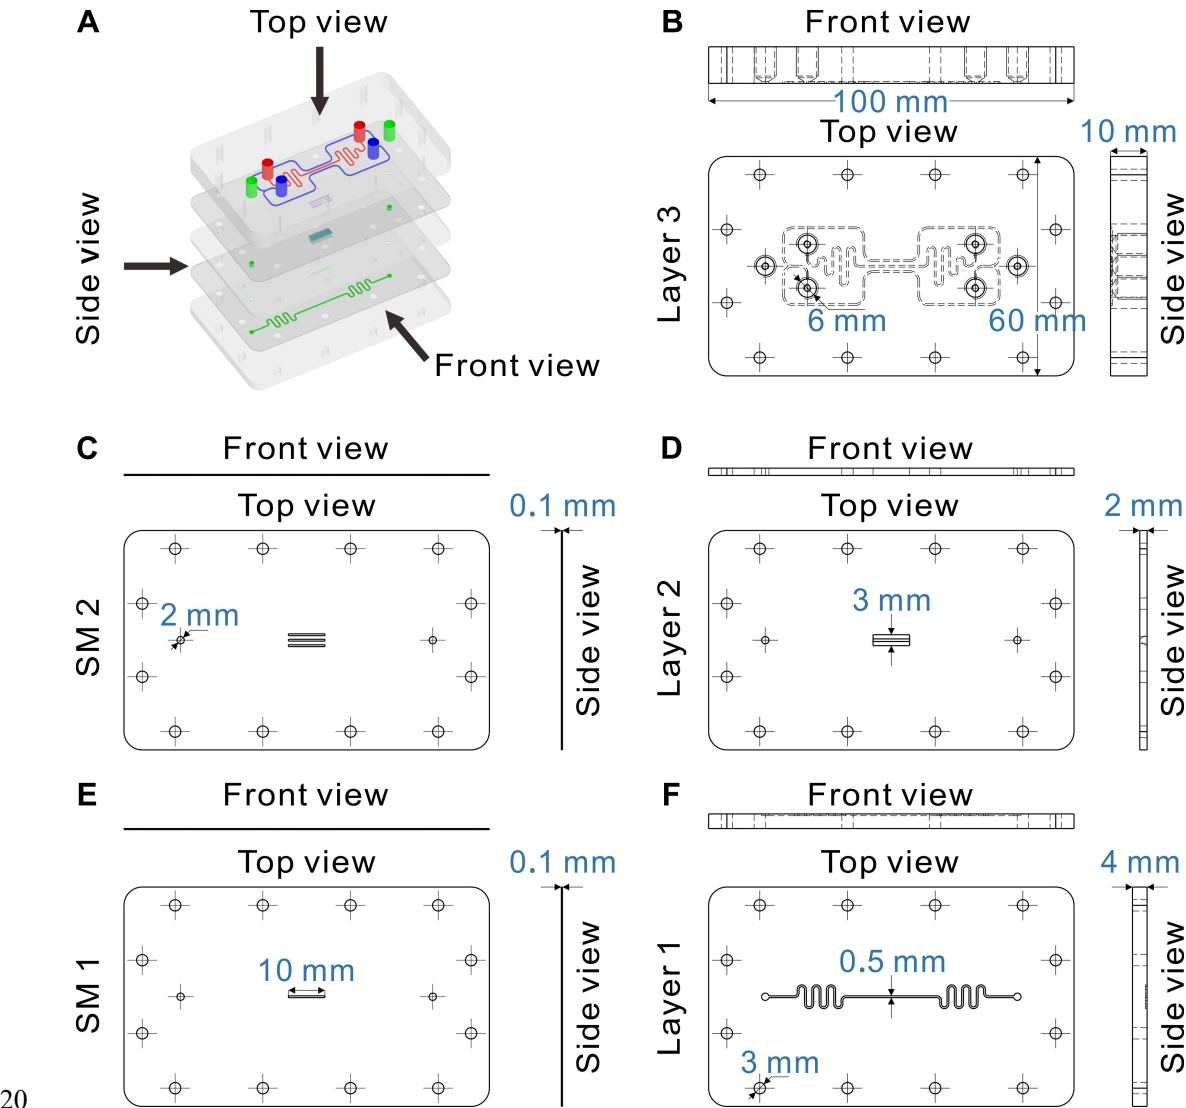 A
Top view
Side view
Front view
B
Front view
100 mm
Top view
10 mm
Layer 3
6 mm
60 mm
Side view
C
Front view
Top view
0.1 mm
SM 2
2 mm
Side view
D
Front view
Top view
2 mm
Layer 2
3 mm
Side view
E
Front view
Top view
0.1 mm
SM 1
10 mm
Side view
F
Front view
Top view
4 mm
Layer 1
0.5 mm
3 mm
Side view
20